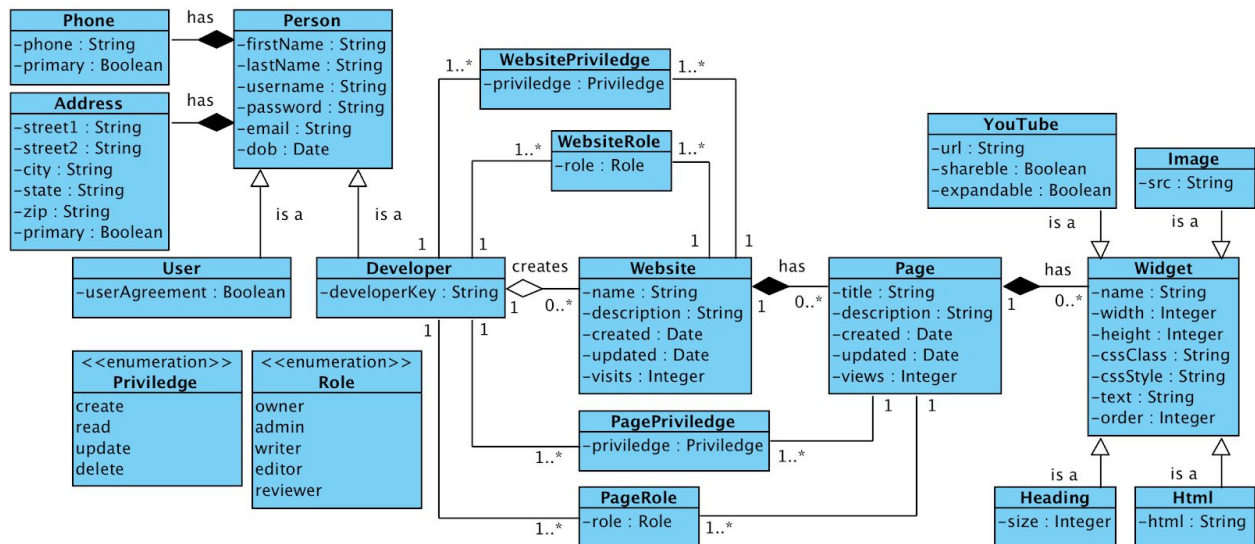 Phone
-phone : String
-primary : Boolean
has
Person
-firstName : String
-lastName : String
-username : String
-password : String
-email : String
-dob : Date
Address
-street1 : String
-street2 : String
-city : String
-state : String
-zip : String
-primary : Boolean
has
is a
is a
User
-userAgreement : Boolean
Developer
-developerKey : String
WebsitePriviledge
-priviledge : Priviledge
1..*
1..*
WebsiteRole
-role : Role
1..*
1..*
1
1
1
1
creates
1
0..*
Website
-name : String
-description : String
-created : Date
-updated : Date
-visits : Integer
has
1
0..*
Page
-title : String
-description : String
-created : Date
-updated : Date
-views : Integer
has
1
0..*
YouTube
-url : String
-shareble : Boolean
-expandable : Boolean
Image
-src : String
is a
is a
Widget
-name : String
-width : Integer
-height : Integer
-cssClass : String
-cssStyle : String
-text : String
-order : Integer
is a
is a
Heading
-size : Integer
Html
-html : String
<<enumeration>>
Priviledge
create
read
update
delete
<<enumeration>>
Role
owner
admin
writer
editor
reviewer
1
1
1
1
PagePriviledge
-priviledge : Priviledge
1..*
1..*
PageRole
-role : Role
1..*
1..*